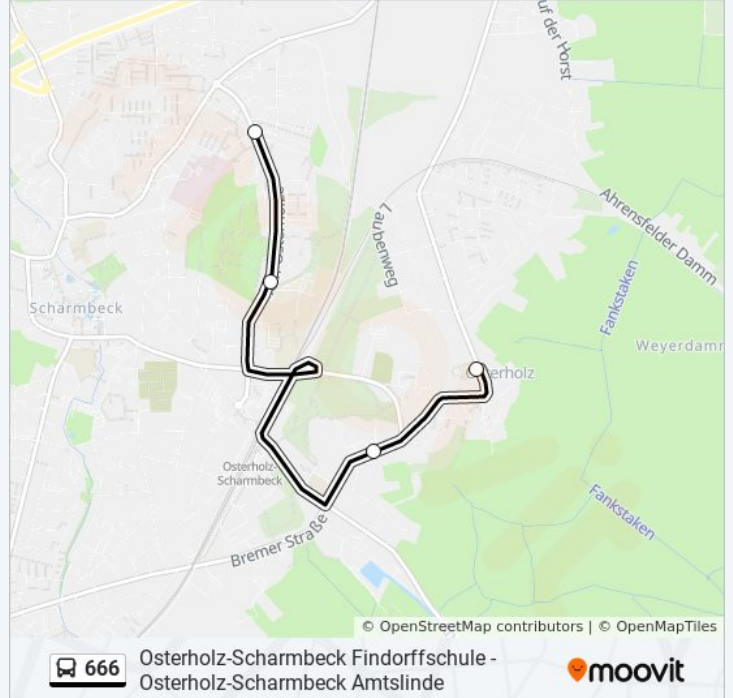 uf der Horst
Ahrensfelder Damm
Laubenweg
Fankstaken
Scharmbeck
Weyerdamm
Osterholz
Osterholz-
Scharmbeck
Fankstaken
Bremer Straße
© OpenStreetMap contributors | © OpenMapTiles
666
Osterholz-Scharmbeck Findorffschule -
Osterholz-Scharmbeck Amtslinde
moovit